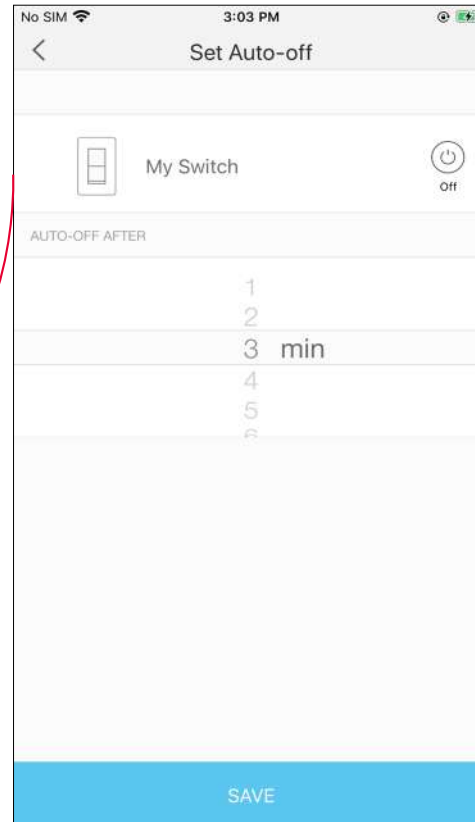 No SIM 3:03 PM
Set Auto-off
My Switch
Off
AUTO-OFF AFTER
1
2
3 min
4
5
6
SAVE